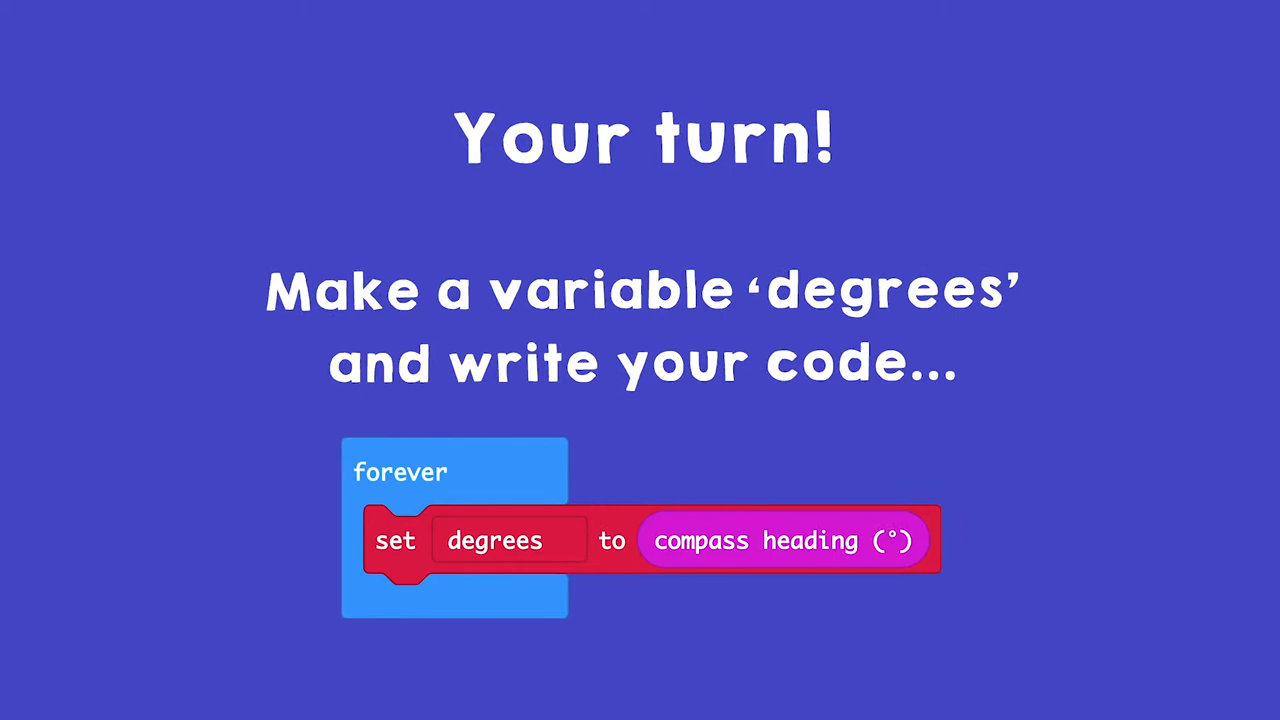 Your turn!
Make a variable ‘degrees’
and write your code...
forever
set degrees to compass heading (°)